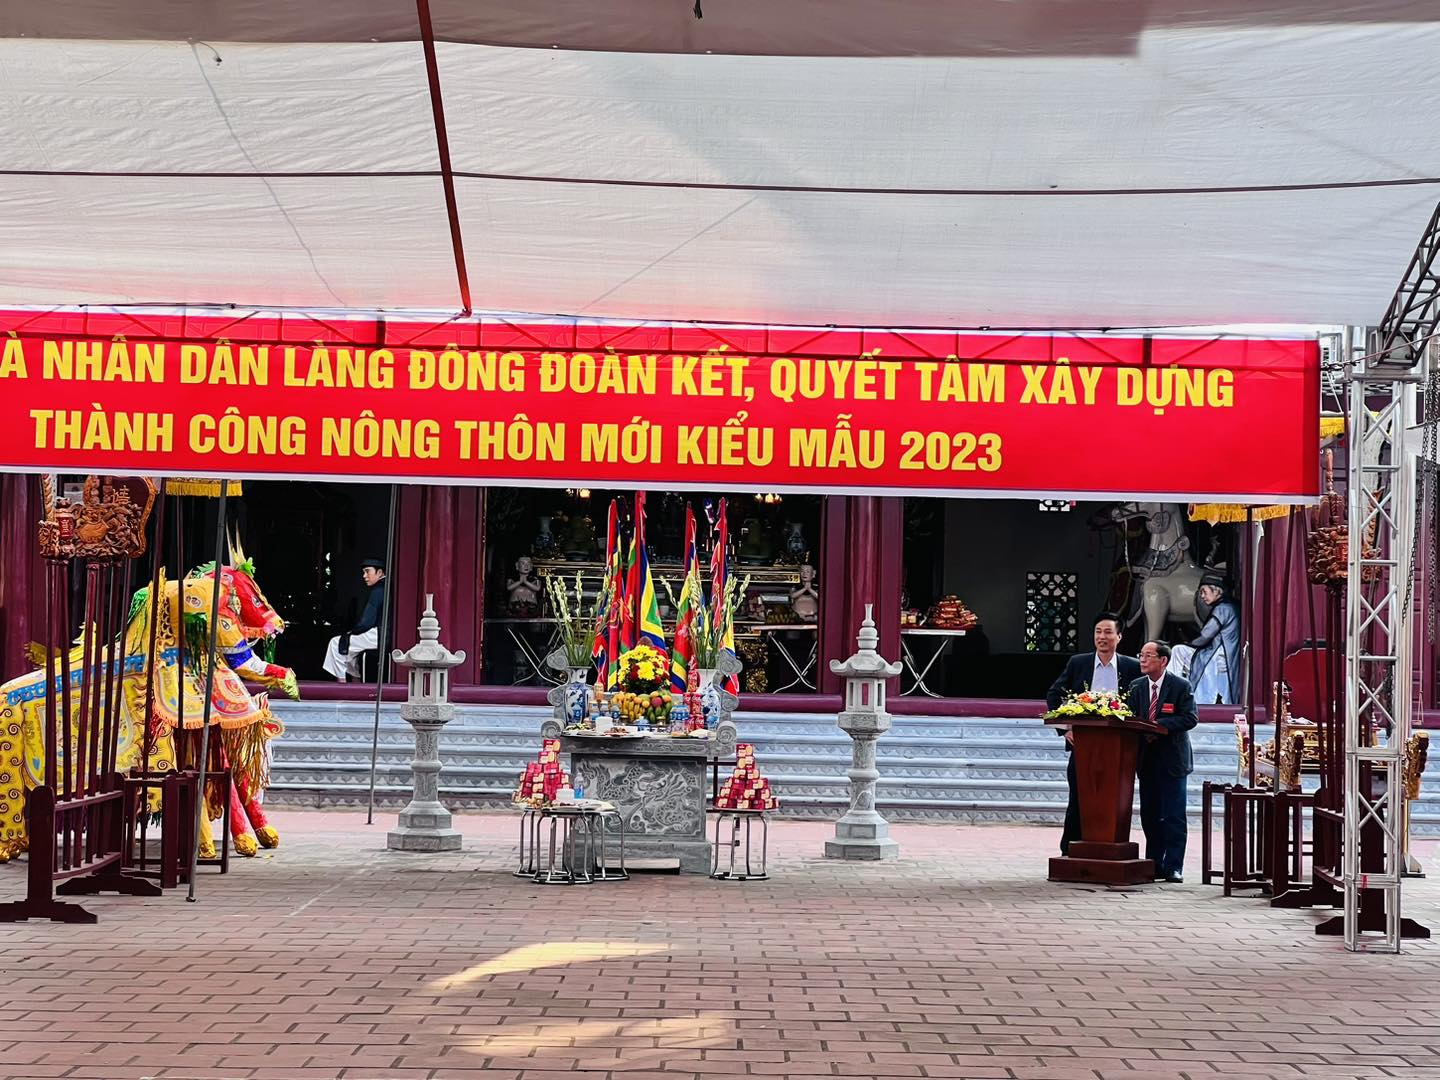 À NHÂN DÂN LÀNG ĐÔNG ĐOÀN KẾT, QUYẾT TÂM XÂY DỰNG
THÀNH CÔNG NÔNG THÔN MỚI KIỂU MẪU 2023